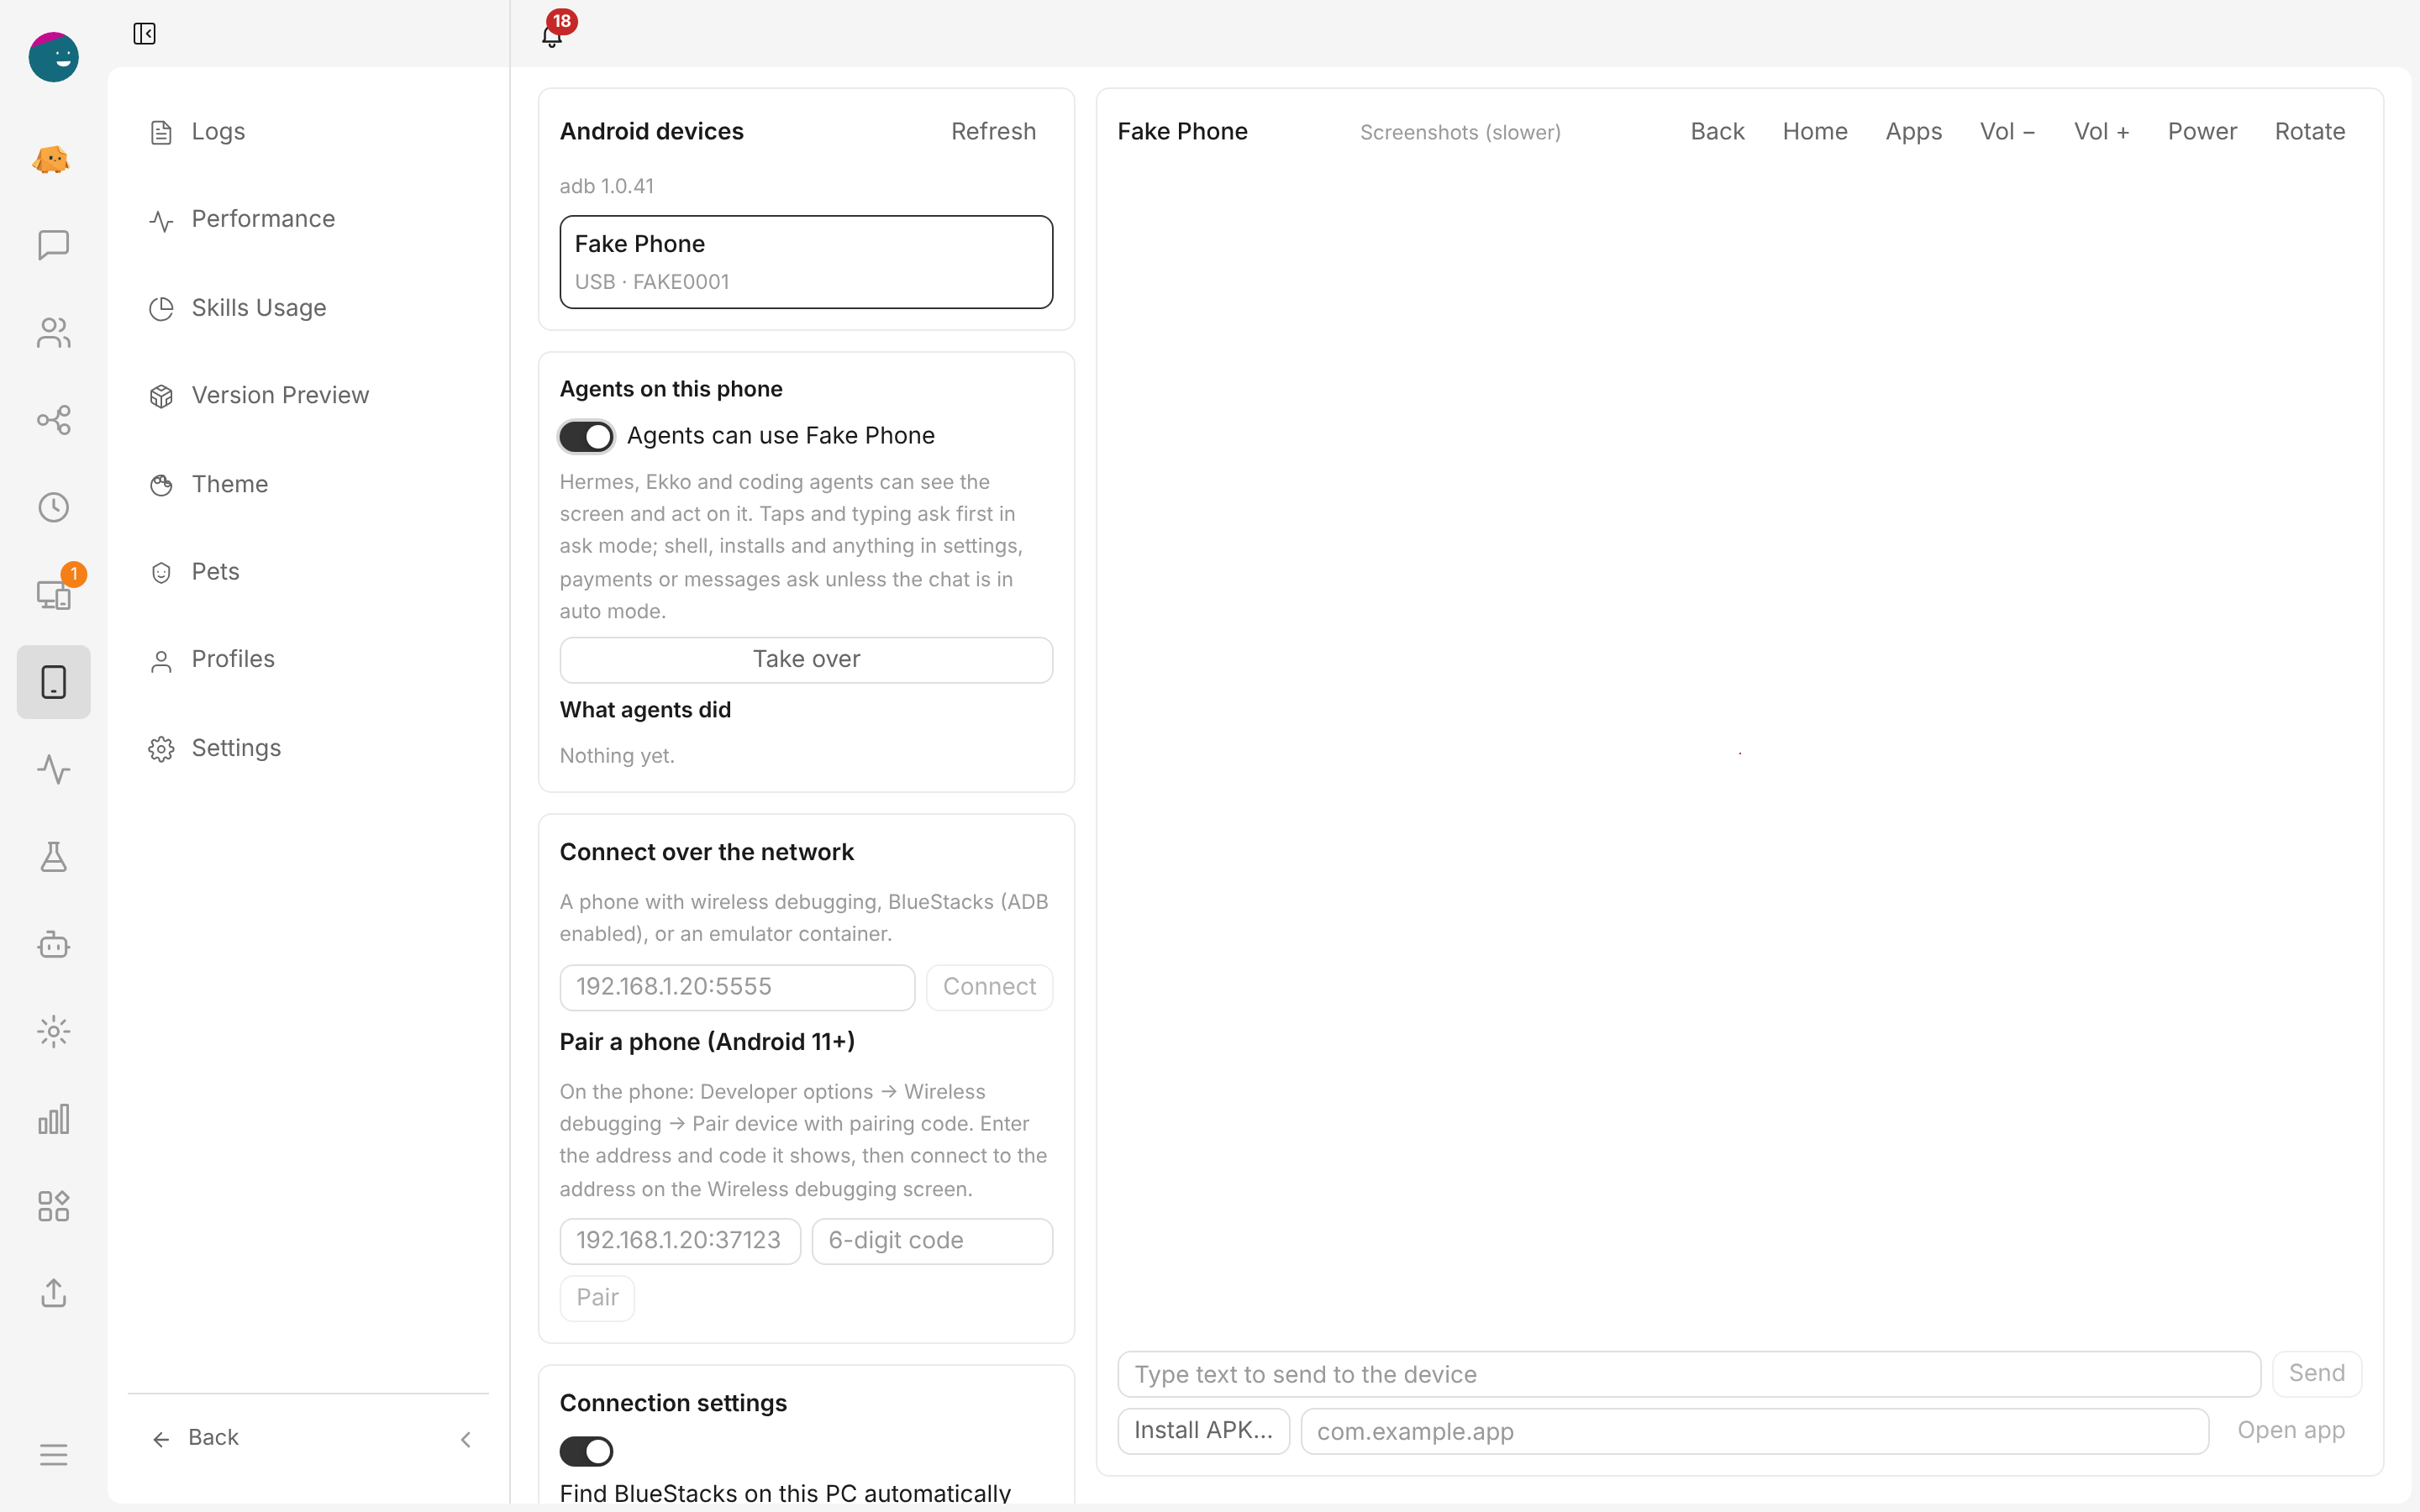 18
Logs
Performance
Skills Usage
Version Preview
Theme
Pets
Profiles
Settings
Back
1
Android devices
Refresh
adb 1.0.41
Fake Phone
USB · FAKE0001
Agents on this phone
Agents can use Fake Phone
Hermes, Ekko and coding agents can see the
screen and act on it. Taps and typing ask first in
ask mode; shell, installs and anything in settings,
payments or messages ask unless the chat is in
auto mode.
Take over
What agents did
Nothing yet.
Connect over the network
A phone with wireless debugging, BlueStacks (ADB
enabled), or an emulator container.
192.168.1.20:5555
Connect
Pair a phone (Android 11+)
On the phone: Developer options → Wireless
debugging → Pair device with pairing code. Enter
the address and code it shows, then connect to the
address on the Wireless debugging screen.
192.168.1.20:37123
6-digit code
Pair
Connection settings
Find BlueStacks on this PC automatically
Fake Phone
Screenshots (slower)
Back
Home
Apps
Vol −
Vol +
Power
Rotate
Type text to send to the device
Send
Install APK...
com.example.app
Open app